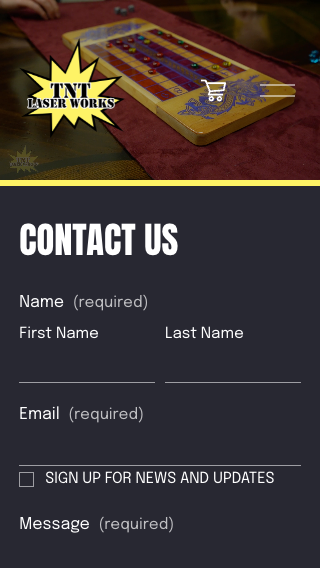 TNT
LASER WORKS
CONTACT US
Name (required)
First Name Last Name
Email (required)
SIGN UP FOR NEWS AND UPDATES
Message (required)